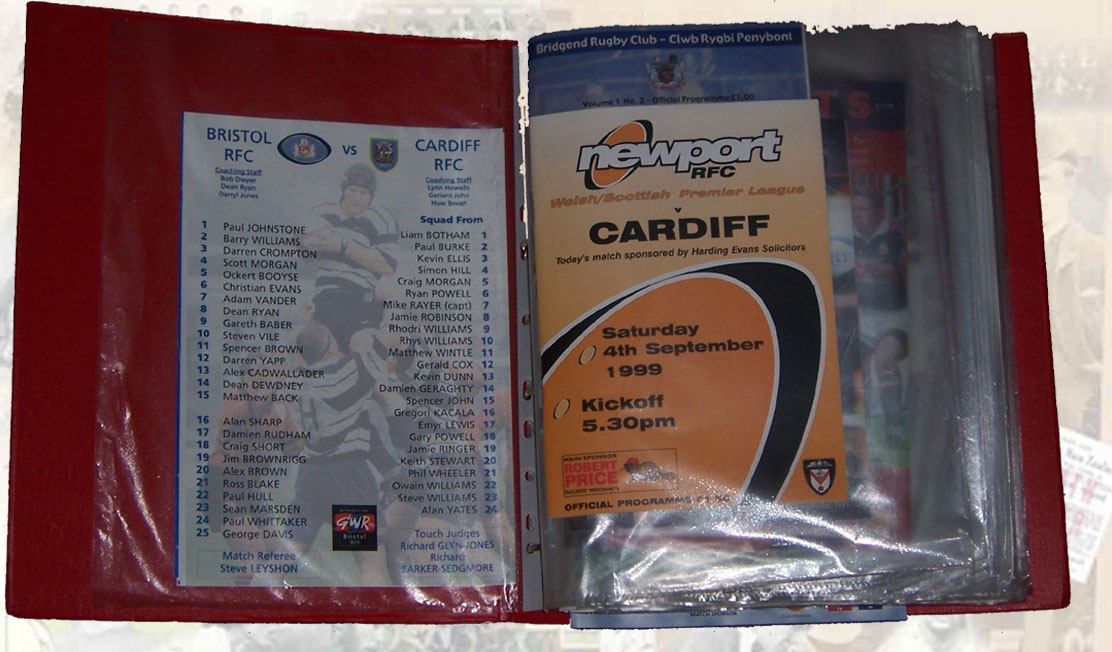 BRISTOL
RFC
Coaching Staff
Bob Dwyer
Dean Ryan
Darryl Jones
VS
CARDIFF
RFC
Coaching Staff
Lynn Howells
Geriant John
Huw Bevan
1 Paul JOHNSTONE
2 Barry WILLIAMS
3 Darren CROMPTON
4 Scott MORGAN
5 Ockert BOOYSE
6 Christian EVANS
7 Adam VANDER
8 Dean RYAN
9 Gareth BABER
10 Steven VILE
11 Spencer BROWN
12 Darren YAPP
13 Alex CADWALLADER
14 Dean DEWDNEY
15 Matthew BACK
16 Alan SHARP
17 Damien RUDHAM
18 Craig SHORT
19 Jim BROWNRIGG
20 Alex BROWN
21 Ross BLAKE
22 Paul HULL
23 Sean MARSDEN
24 Paul WHITTAKER
25 George DAVIS
Match Referee
Steve LEYSHON
Squad From
Liam BOTHAM 1
Paul BURKE 2
Kevin ELLIS 3
Simon HILL 4
Craig MORGAN 5
Ryan POWELL 6
Mike RAYER (capt) 7
Jamie ROBINSON 8
Rhodri WILLIAMS 9
Rhys WILLIAMS 10
Matthew WINTLE 11
Gerald COX 12
Kevin DUNN 13
Damien GERAGHTY 14
Spencer JOHN 15
Gregori KACALA 16
Emyr LEWIS 17
Gary POWELL 18
Jamie RINGER 19
Keith STEWART 20
Phil WHEELER 21
Owain WILLIAMS 22
Steve WILLIAMS 23
Alan YATES 24
GWR
Bristol
Touch Judges
Richard GLYN-JONES
Richard
PARKER-SEDGMORE
Bridgend Rugby Club - Clwb Rygbi Penybont
Volume 1 No. 2 - Official Programme £1.00
newport
RFC
Welsh/Scottish Premier League
v
CARDIFF
Today's match sponsored by Harding Evans Solicitors
Saturday
4th September
1999
Kickoff
5.30pm
MAIN SPONSOR
ROBERT
PRICE
BUILDERS' MERCHANTS
OFFICIAL PROGRAMME
MATCH SPONSOR